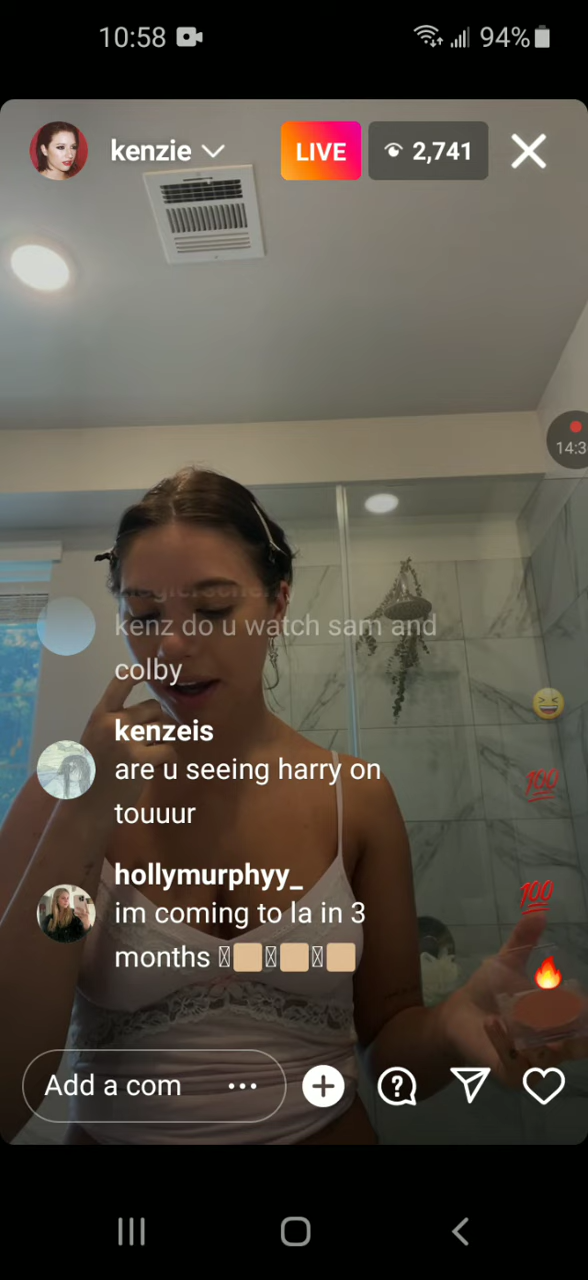 10:58
94%
kenzie
LIVE
2,741
14:3
kenz do u watch sam and
colby
kenzeis
are u seeing harry on
touuur
hollymurphyy_
im coming to la in 3
months
Add a com